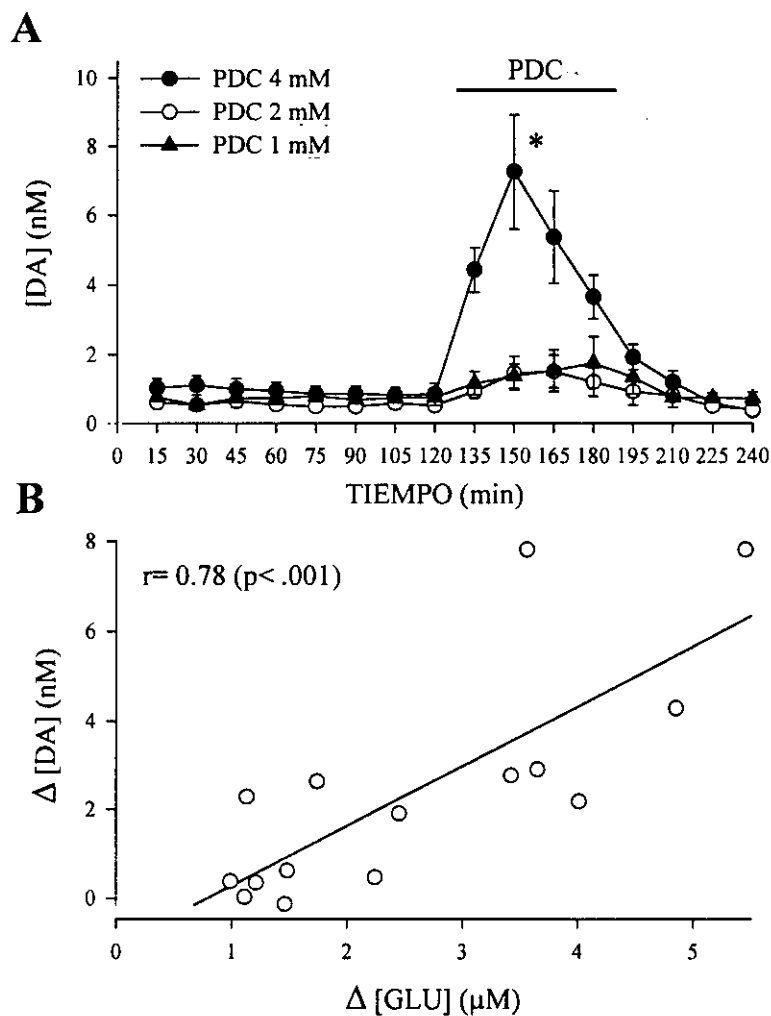 A
PDC 4 mM
PDC 2 mM
PDC 1 mM
PDC
*
10
8
6
4
2
0
[DA] (nM)
0 15 30 45 60 75 90 105 120 135 150 165 180 195 210 225 240
TIEMPO (min)
B
r= 0.78 (p< .001)
8
6
4
2
0
Δ [DA] (nM)
0 1 2 3 4 5
Δ [GLU] (µM)